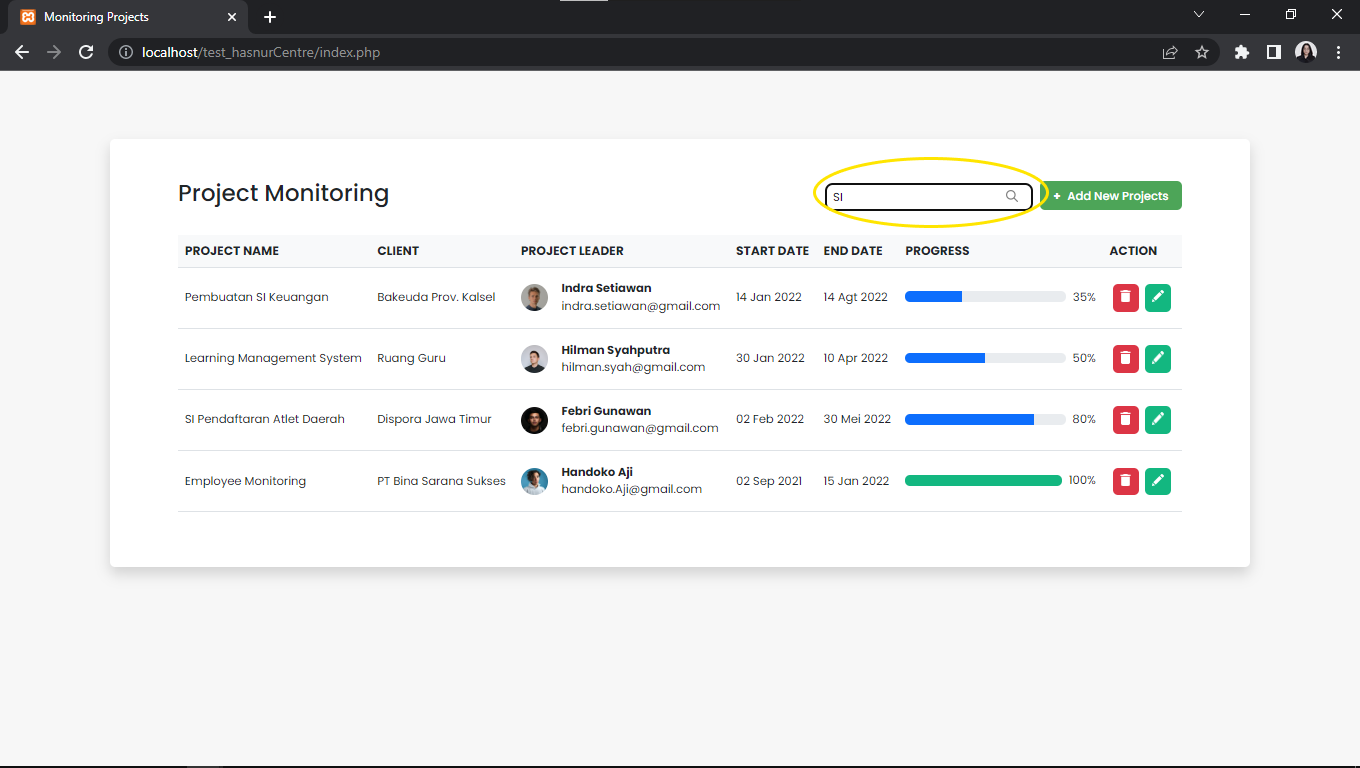 Monitoring Projects
localhost/test_hasnurCentre/index.php
Project Monitoring
SI
+ Add New Projects
PROJECT NAME CLIENT PROJECT LEADER START DATE END DATE PROGRESS ACTION
Pembuatan SI Keuangan Bakeuda Prov. Kalsel Indra Setiawan 14 Jan 2022 14 Agt 2022 35%
indra.setiawan@gmail.com
Learning Management System Ruang Guru Hilman Syahputra 30 Jan 2022 10 Apr 2022 50%
hilman.syah@gmail.com
SI Pendaftaran Atlet Daerah Dispora Jawa Timur Febri Gunawan 02 Feb 2022 30 Mei 2022 80%
febri.gunawan@gmail.com
Employee Monitoring PT Bina Sarana Sukses Handoko Aji 02 Sep 2021 15 Jan 2022 100%
handoko.Aji@gmail.com